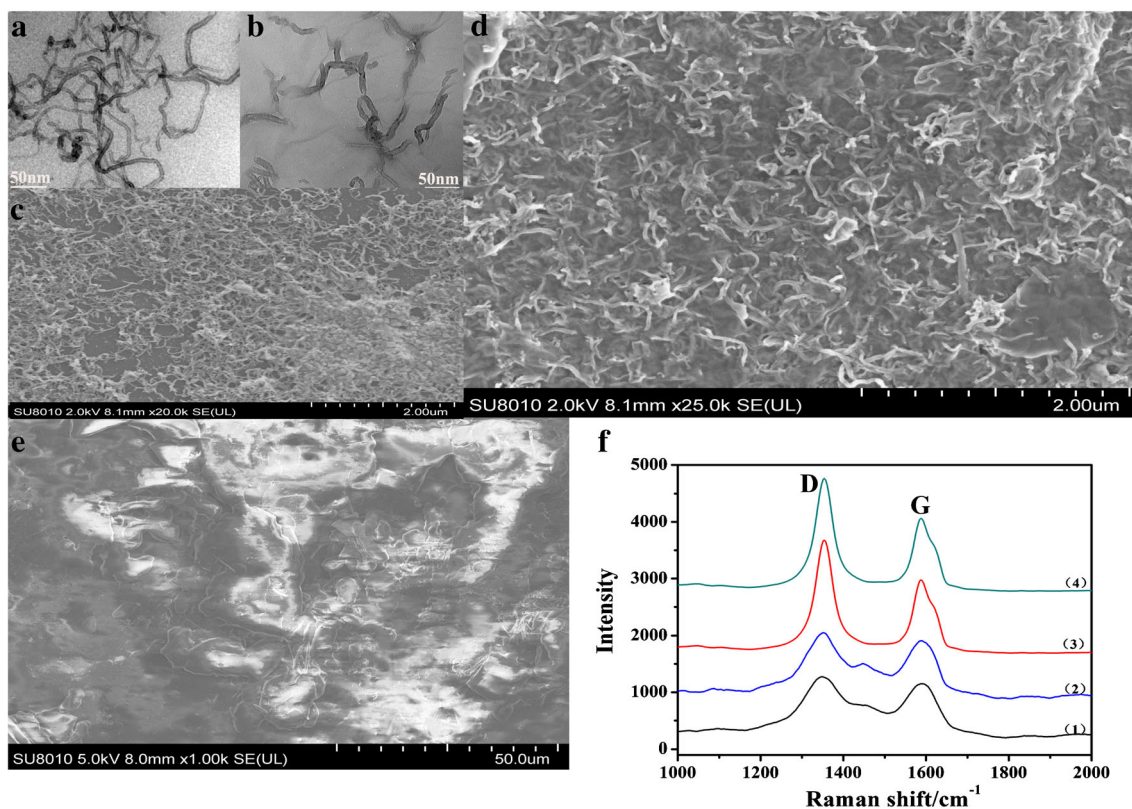 a
b
d
50nm
50nm
c
SU8010 2.0kV 8.1mm x20.0k SE(UL)
2.00um
SU8010 2.0kV 8.1mm x25.0k SE(UL)
2.00um
e
f
SU8010 5.0kV 8.0mm x1.00k SE(UL)
50.0um
5000
4000
3000
2000
1000
0
Intensity
D
G
(4)
(3)
(2)
(1)
1000 1200 1400 1600 1800 2000
Raman shift/cm⁻¹